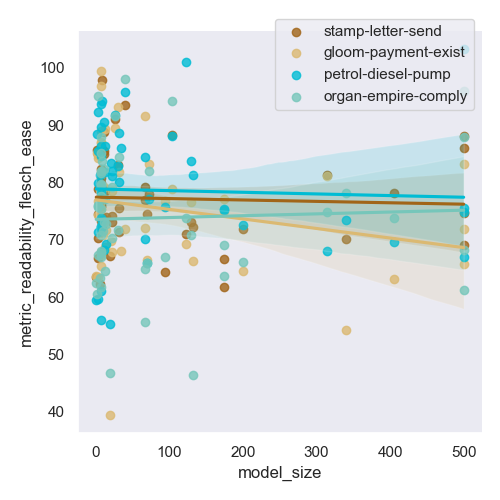 stamp-letter-send
gloom-payment-exist
petrol-diesel-pump
organ-empire-comply
100
90
80
70
60
50
40
metric_readability_flesch_ease
0
100
200
300
400
500
model_size